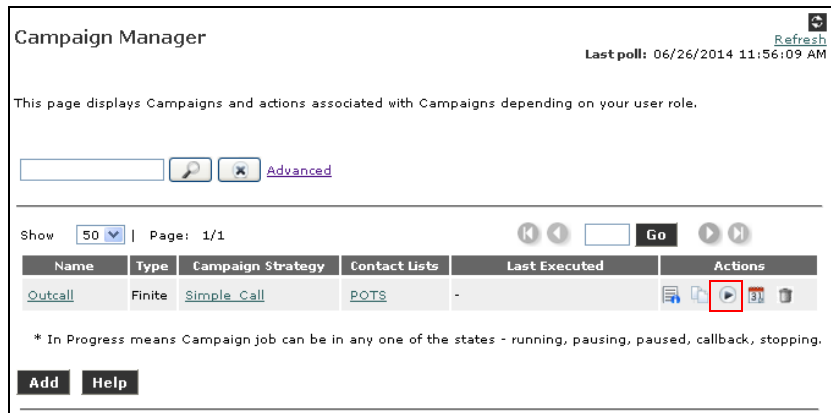 Campaign Manager
Refresh
Last poll: 06/26/2014 11:56:09 AM
This page displays Campaigns and actions associated with Campaigns depending on your user role.
Advanced
Show 50 | Page: 1/1 Go
Name Type Campaign Strategy Contact Lists Last Executed Actions
Outcall Finite Simple_Call POTS - 31
* In Progress means Campaign job can be in any one of the states - running, pausing, paused, callback, stopping.
Add Help